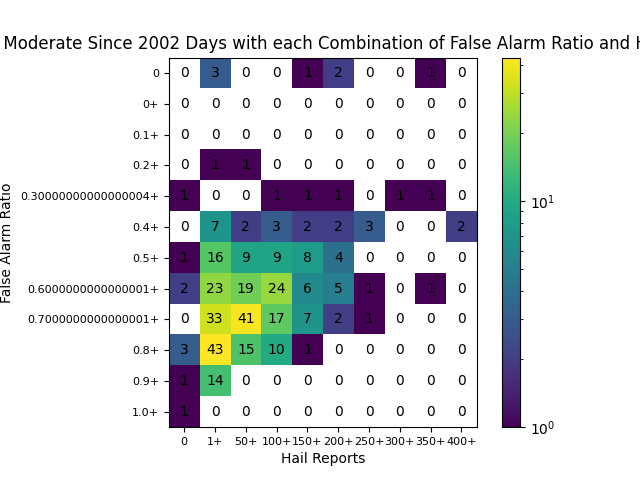 Moderate Since 2002 Days with each Combination of False Alarm Ratio and
False Alarm Ratio
0 0 3 0 0 1 2 0 0 1 0
0+ 0 0 0 0 0 0 0 0 0 0
0.1+ 0 0 0 0 0 0 0 0 0 0
0.2+ 0 1 1 0 0 0 0 0 0 0
0.30000000000000004+ 1 0 0 1 1 1 0 1 1 0
0.4+ 0 7 2 3 2 2 3 0 0 2
0.5+ 1 16 9 9 8 4 0 0 0 0
0.6000000000000001+ 2 23 19 24 6 5 1 0 1 0
0.7000000000000001+ 0 33 41 17 7 2 1 0 0 0
0.8+ 3 43 15 10 1 0 0 0 0 0
0.9+ 1 14 0 0 0 0 0 0 0 0
1.0+ 1 0 0 0 0 0 0 0 0 0
0 1+ 50+ 100+ 150+ 200+ 250+ 300+ 350+ 400+
Hail Reports
10¹
10⁰